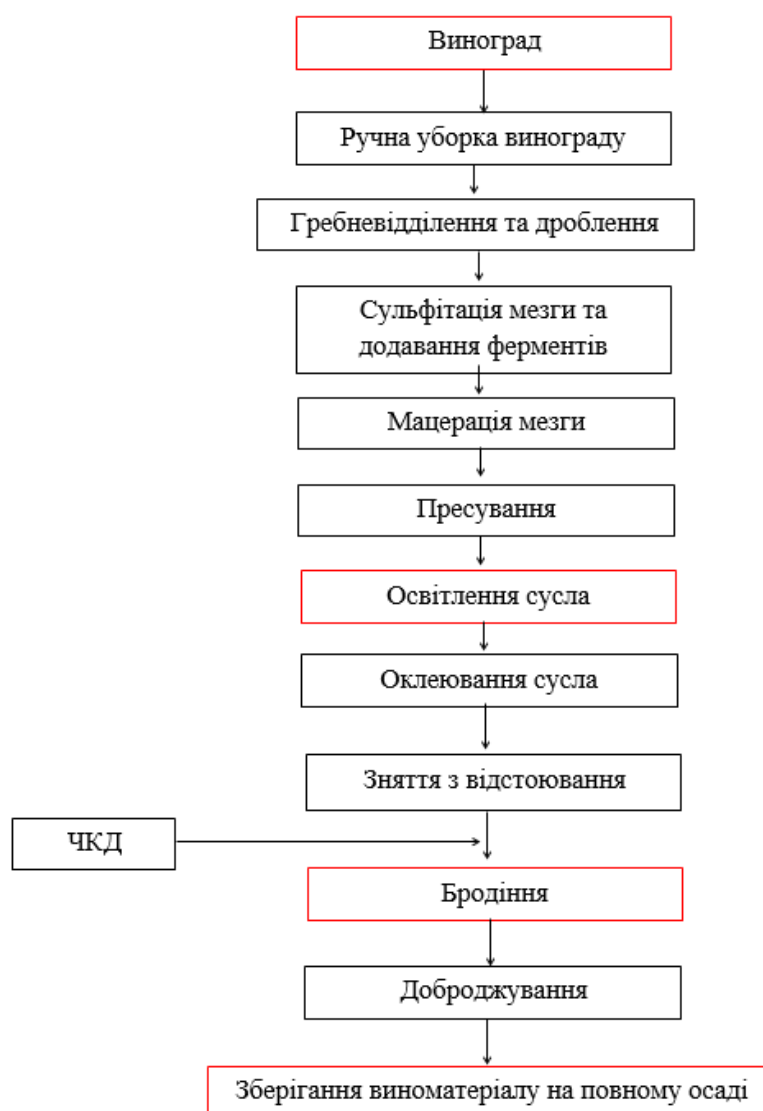 Виноград
Ручна уборка винограду
Гребневідділення та дроблення
Сульфітація мезги та
додавання ферментів
Мацерація мезги
Пресування
Освітлення сусла
Оклеювання сусла
Зняття з відстоювання
ЧКД
Бродіння
Доброджування
Зберігання виноматеріалу на повному осаді